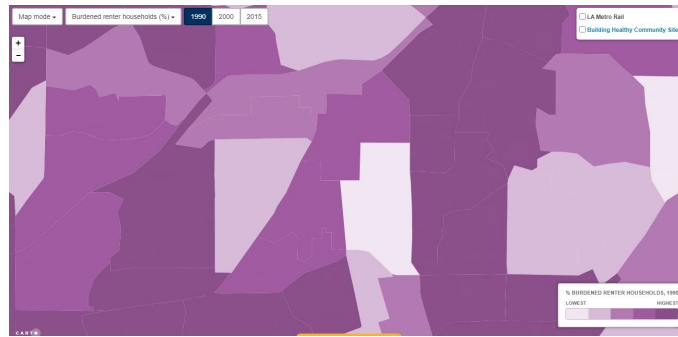 Map mode Burdened renter households (%) 1990 2000 2015
LA Metro Rail
Building Healthy Community Site
+
−
% BURDENED RENTER HOUSEHOLDS, 1990
LOWEST HIGHEST
CARTO